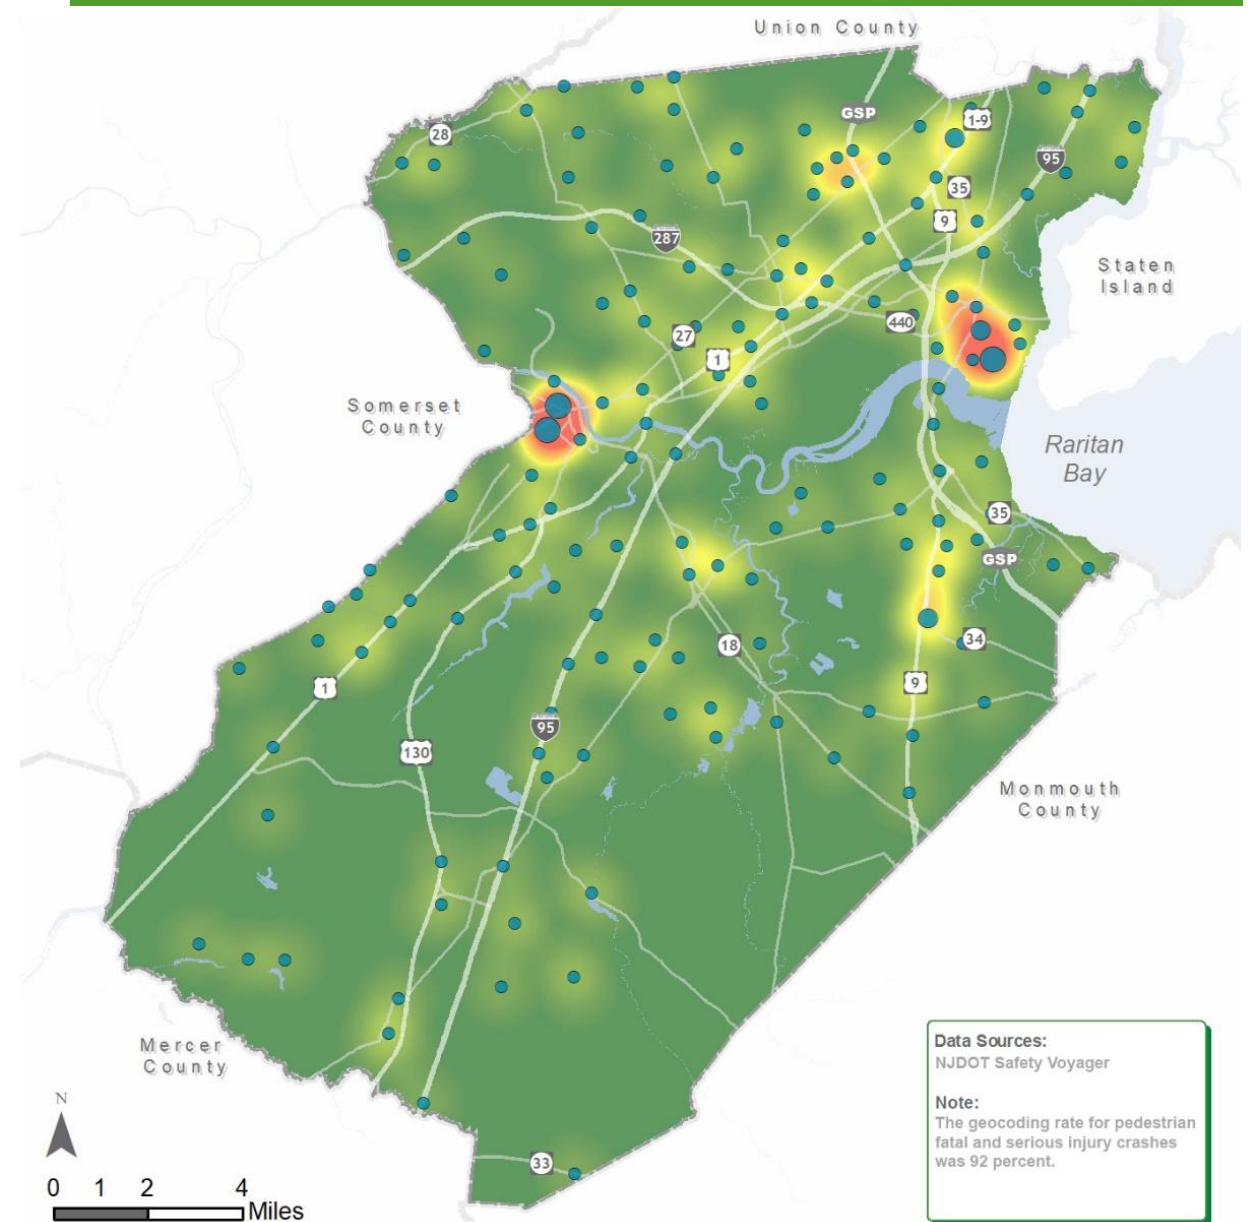 Union County
GSP
1-9
28
95
35
9
287
Staten
Island
440
27
1
Somerset
County
Raritan
Bay
35
GSP
34
18
9
1
95
130
Monmouth
County
Data Sources:
NJDOT Safety Voyager
Note:
The geocoding rate for pedestrian
fatal and serious injury crashes
was 92 percent.
Mercer
County
N
33
0 1 2 4
Miles